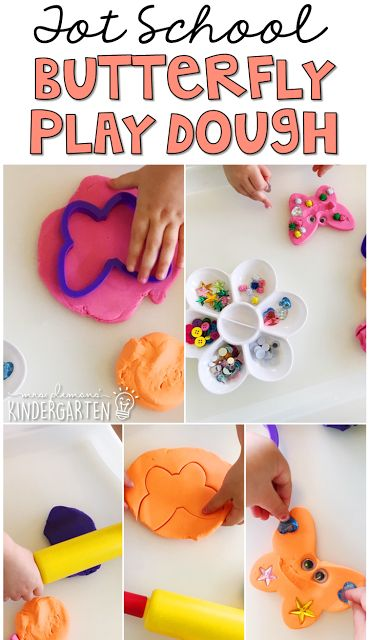 Tot School
BUTTERFLY
PLAY DOUGH
mrs. plemons'
KINDERGARTEN